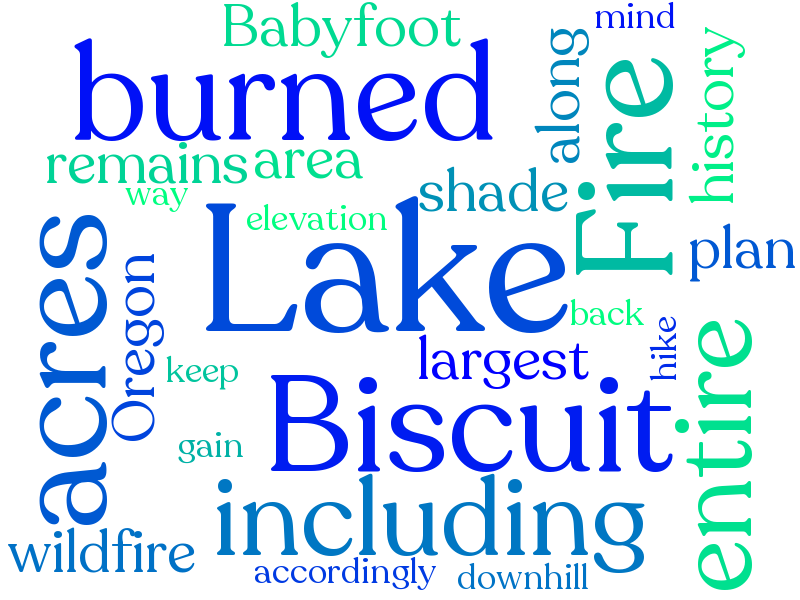 mind
Babyfoot
burned
along
Fire
history
remains
area
way
shade
elevation
Lake
plan
acres
Oregon
back
hike
largest
keep
entire
Biscuit
gain
including
wildfire
accordingly
downhill